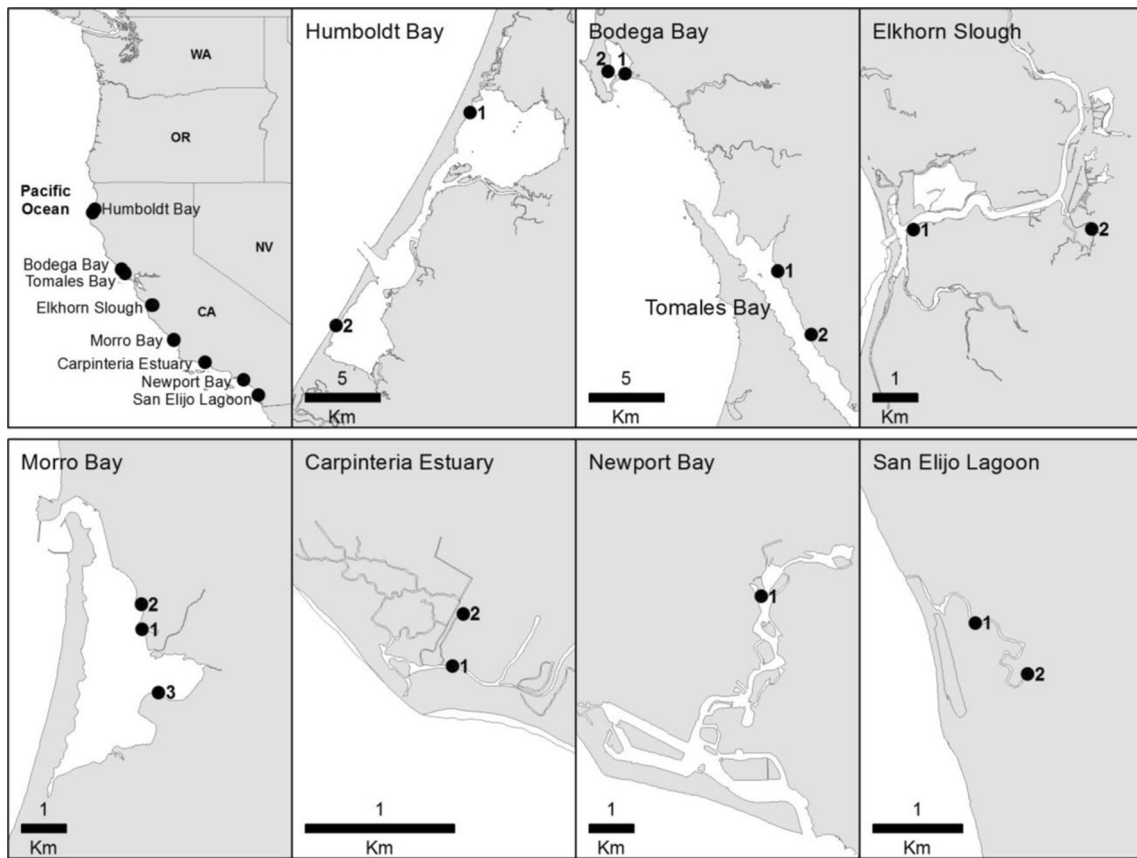 WA
OR
Pacific
Ocean
Humboldt Bay
NV
Bodega Bay
Tomales Bay
CA
Elkhorn Slough
Morro Bay
Carpinteria Estuary
Newport Bay
San Elijo Lagoon
Humboldt Bay
1
2
5
Km
Bodega Bay
2 1
1
Tomales Bay
2
5
Km
Elkhorn Slough
1
2
1
Km
Morro Bay
2
1
3
1
Km
Carpinteria Estuary
2
1
1
Km
Newport Bay
1
1
Km
San Elijo Lagoon
1
2
1
Km